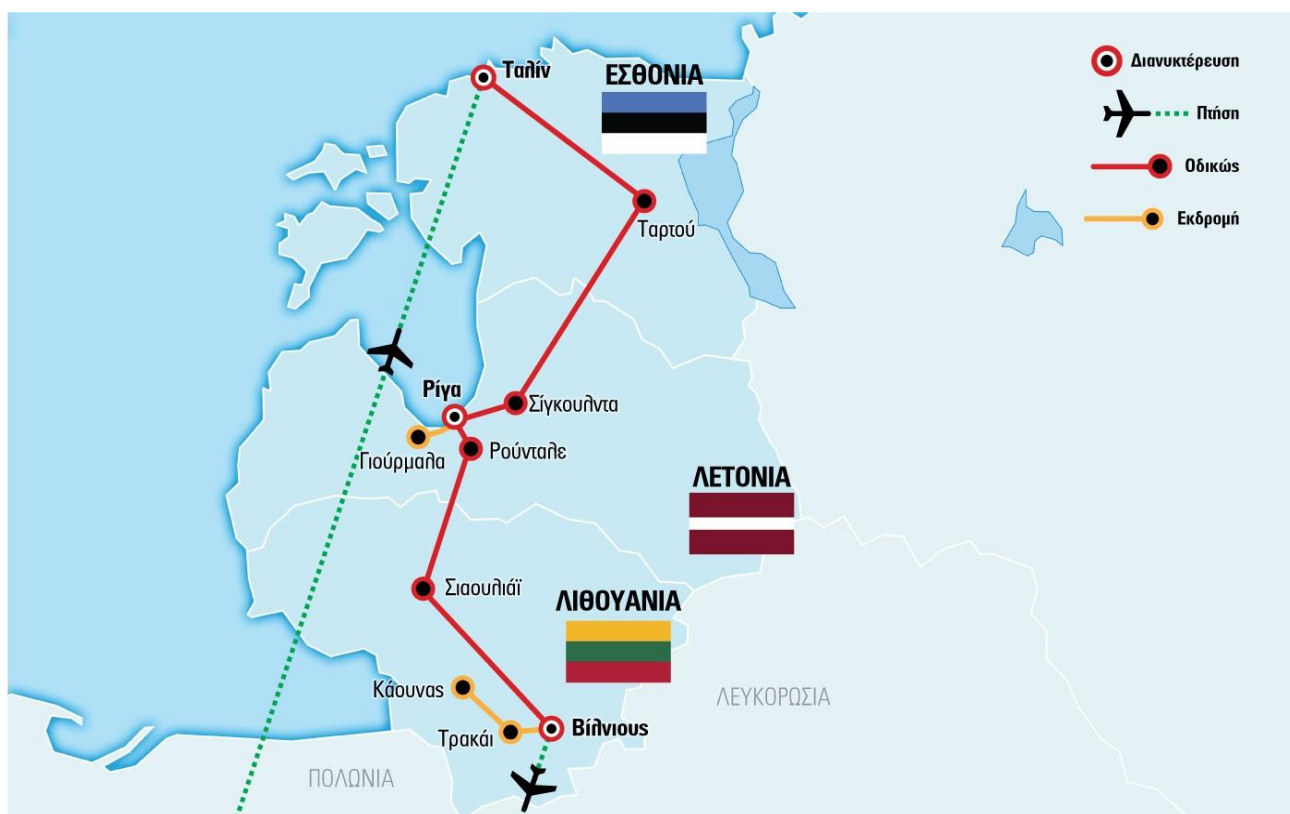 Ταλίν
ΕΣΘΟΝΙΑ
Διανυκτέρευση
Πτήση
Οδικώς
Εκδρομή
Ταρτού
Ρίγα
Σίγκουλντα
Γιούρμαλα
Ρούνταλε
ΛΕΤΟΝΙΑ
Σιαουλιάϊ
ΛΙΘΟΥΑΝΙΑ
Κάουνας
ΛΕΥΚΟΡΩΣΙΑ
Τρακάι
Βίλνιους
ΠΟΛΩΝΙΑ